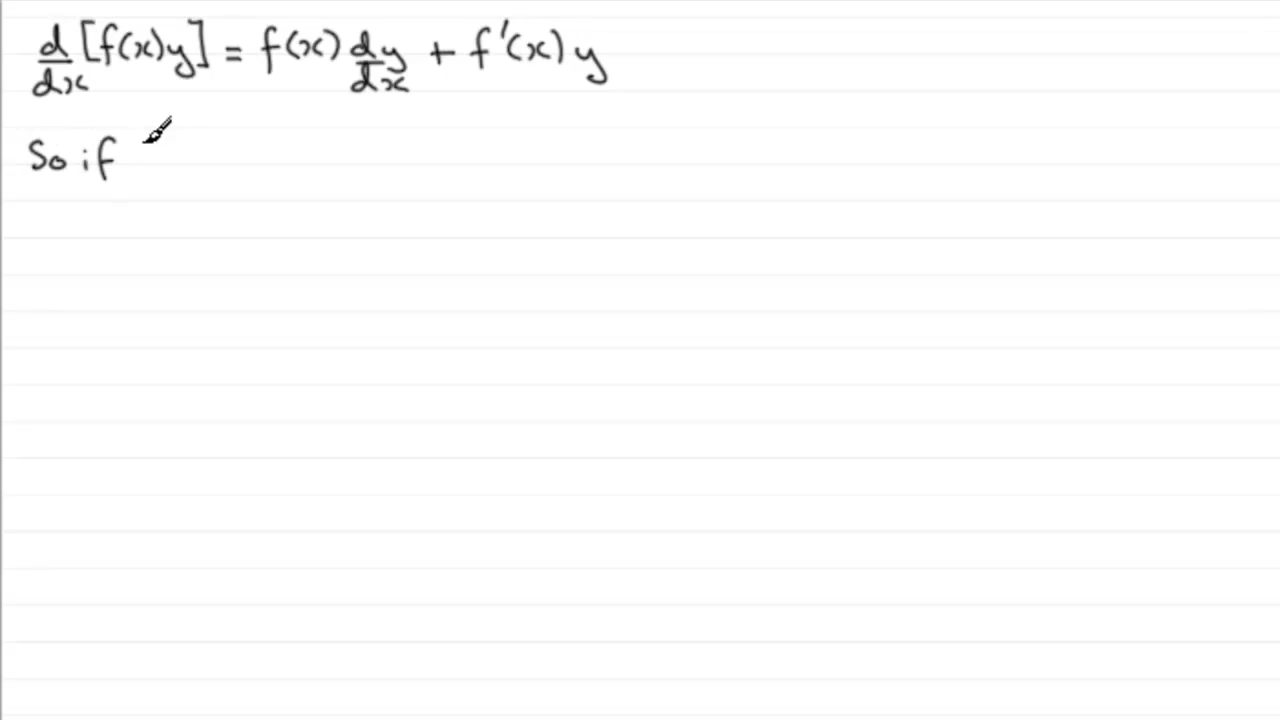 d/dx [f(x)y] = f(x) dy/dx + f'(x) y
So if